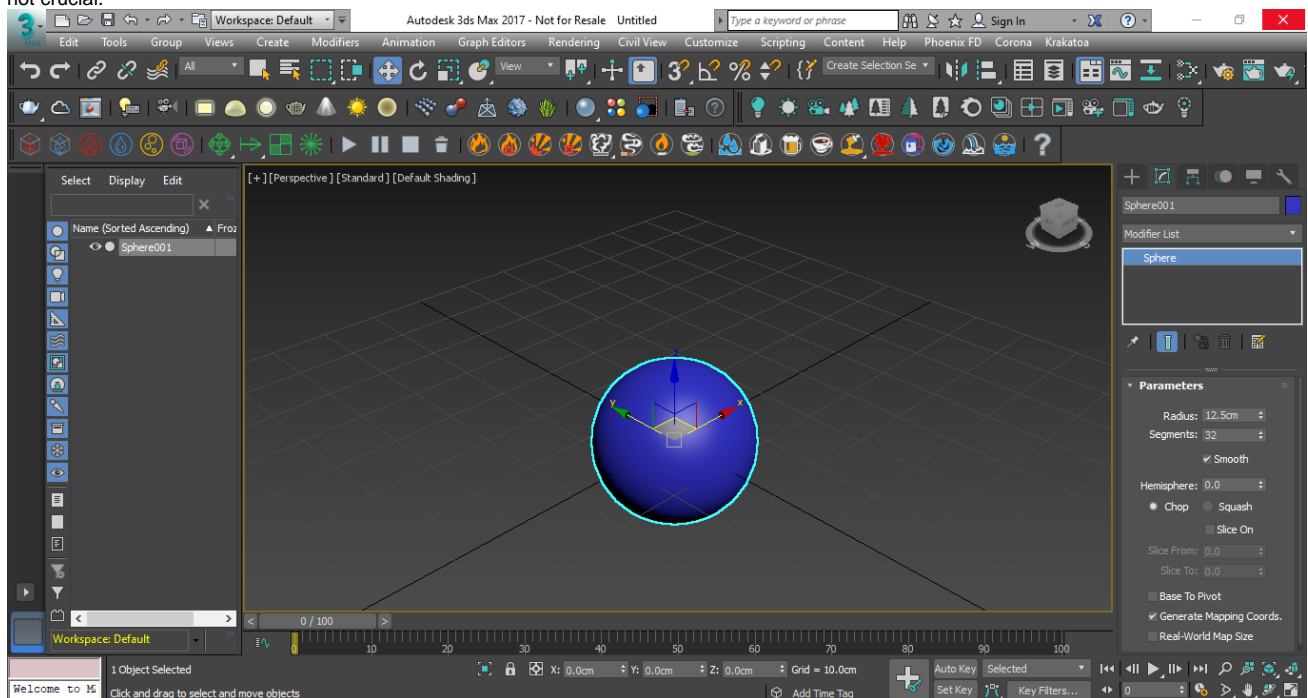 not crucial.
3
MAX
Workspace: Default
Autodesk 3ds Max 2017 - Not for Resale Untitled
Type a keyword or phrase
Sign In
Edit Tools Group Views Create Modifiers Animation Graph Editors Rendering Civil View Customize Scripting Content Help Phoenix FD Corona Krakatoa
All
View
3
Create Selection Se
Select Display Edit
[+] [Perspective] [Standard] [Default Shading]
Name (Sorted Ascending) Froz
Sphere001
z
y
x
Sphere001
Modifier List
Sphere
Parameters
Radius: 12.5cm
Segments: 32
Smooth
Hemisphere: 0.0
Chop Squash
Slice On
Slice From: 0.0
Slice To: 0.0
Base To Pivot
Generate Mapping Coords.
Real-World Map Size
< >
< 0 / 100 >
Workspace: Default
0 10 20 30 40 50 60 70 80 90 100
1 Object Selected
X: 0.0cm Y: 0.0cm Z: 0.0cm Grid = 10.0cm
Auto Key Selected
Welcome to M
Click and drag to select and move objects
Add Time Tag
Set Key Key Filters...
0